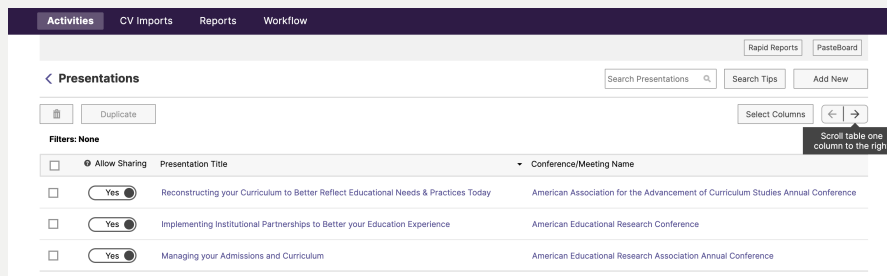 Activities CV Imports Reports Workflow
Rapid Reports PasteBoard
Presentations Search Presentations Search Tips Add New
Duplicate Select Columns
Filters: None
Scroll table one
column to the righ
Allow Sharing Presentation Title Conference/Meeting Name
Yes Reconstructing your Curriculum to Better Reflect Educational Needs & Practices Today American Association for the Advancement of Curriculum Studies Annual Conference
Yes Implementing Institutional Partnerships to Better your Education Experience American Educational Research Conference
Yes Managing your Admissions and Curriculum American Educational Research Association Annual Conference